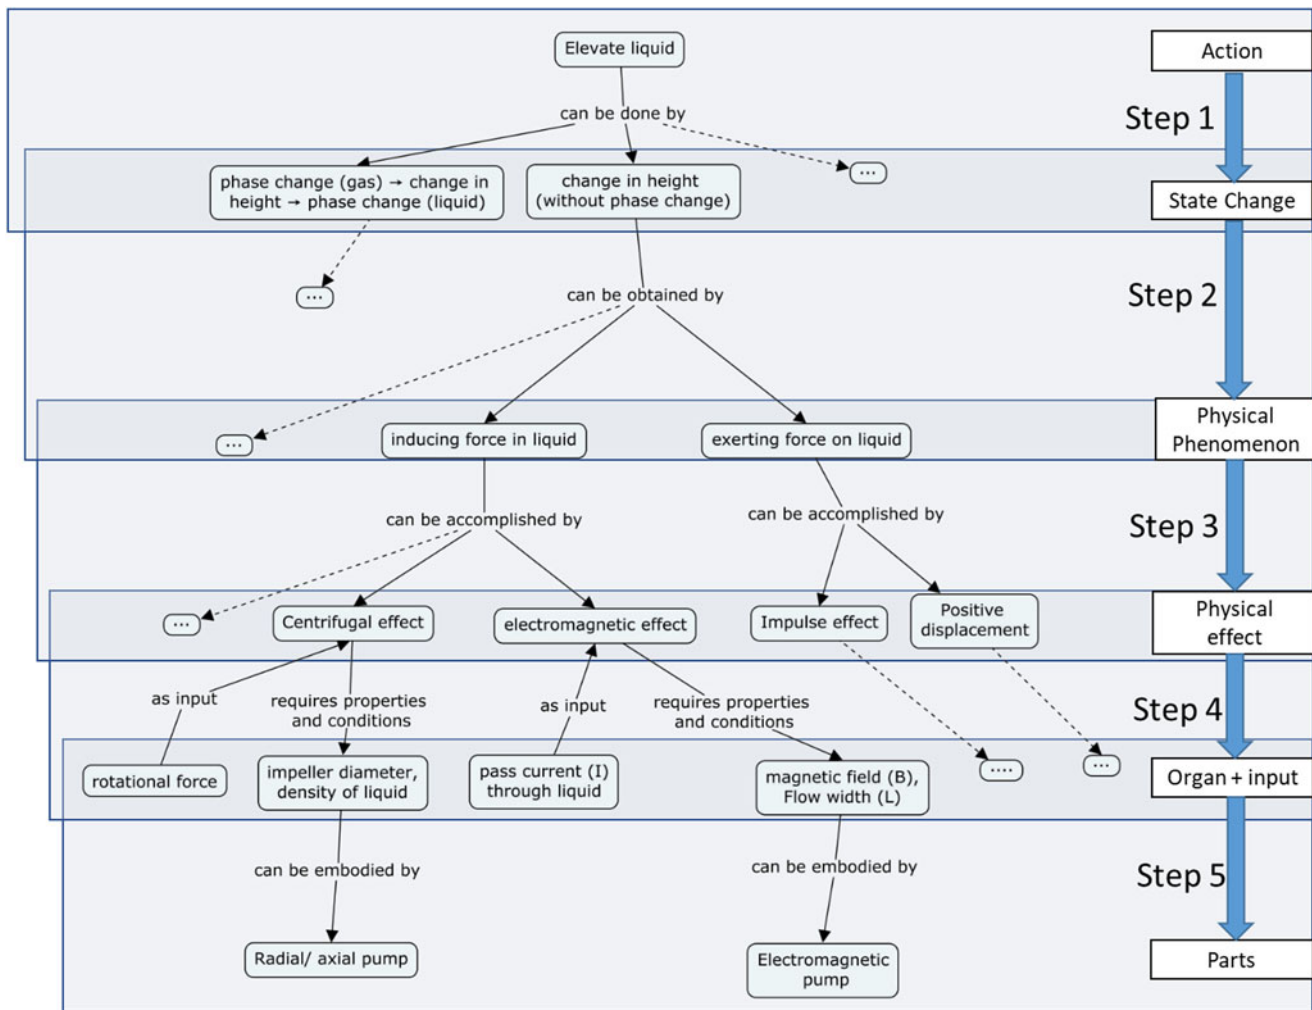 Elevate liquid
Action
can be done by
Step 1
phase change (gas) → change in
height → phase change (liquid)
change in height
(without phase change)
...
State Change
...
can be obtained by
Step 2
...
inducing force in liquid
exerting force on liquid
Physical
Phenomenon
can be accomplished by
can be accomplished by
Step 3
...
Centrifugal effect
electromagnetic effect
Impulse effect
Positive
displacement
Physical
effect
as input
requires properties
and conditions
as input
requires properties
and conditions
Step 4
rotational force
impeller diameter,
density of liquid
pass current (I)
through liquid
magnetic field (B),
Flow width (L)
....
...
Organ + input
can be embodied by
can be embodied by
Step 5
Radial/ axial pump
Electromagnetic
pump
Parts